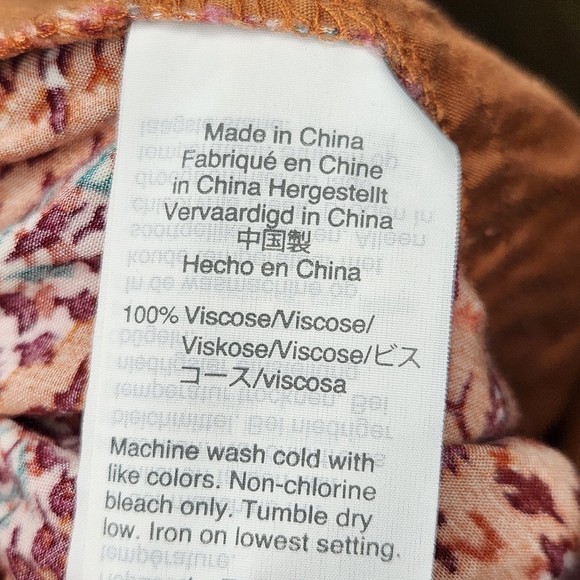 Made in China
Fabriqué en Chine
in China Hergestellt
Vervaardigd in China
中国製
Hecho en China
100% Viscose/Viscose/
Viskose/Viscose/ビス
コース/viscosa
Machine wash cold with
like colors. Non-chlorine
bleach only. Tumble dry
low. Iron on lowest setting.